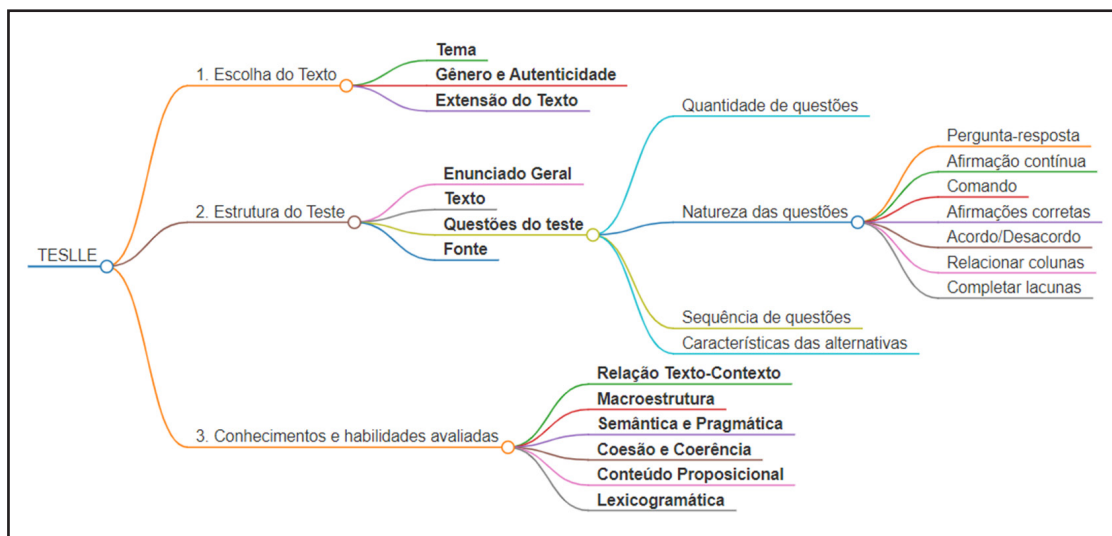 TESLLE
1. Escolha do Texto
Tema
Gênero e Autenticidade
Extensão do Texto
2. Estrutura do Teste
Enunciado Geral
Texto
Questões do teste
Quantidade de questões
Natureza das questões
Pergunta-resposta
Afirmação contínua
Comando
Afirmações corretas
Acordo/Desacordo
Relacionar colunas
Completar lacunas
Sequência de questões
Características das alternativas
Fonte
3. Conhecimentos e habilidades avaliadas
Relação Texto-Contexto
Macroestrutura
Semântica e Pragmática
Coesão e Coerência
Conteúdo Proposicional
Lexicogramática